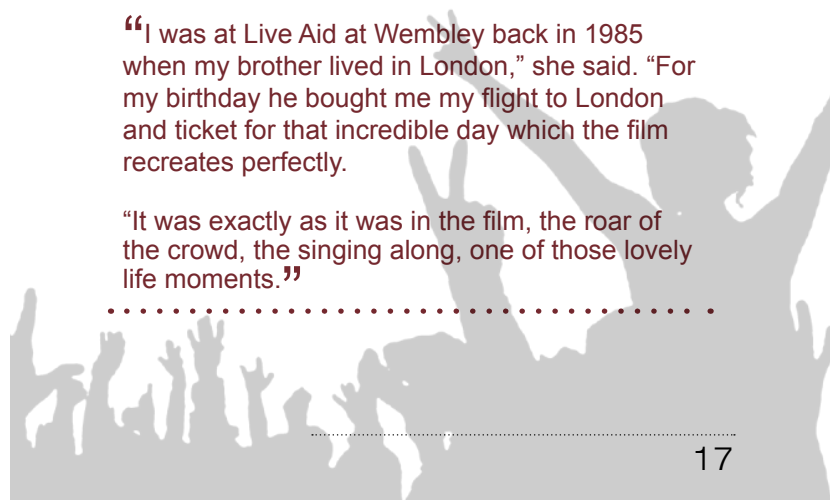 “I was at Live Aid at Wembley back in 1985
when my brother lived in London,” she said. “For
my birthday he bought me my flight to London
and ticket for that incredible day which the film
recreates perfectly.
“It was exactly as it was in the film, the roar of
the crowd, the singing along, one of those lovely
life moments.”
17